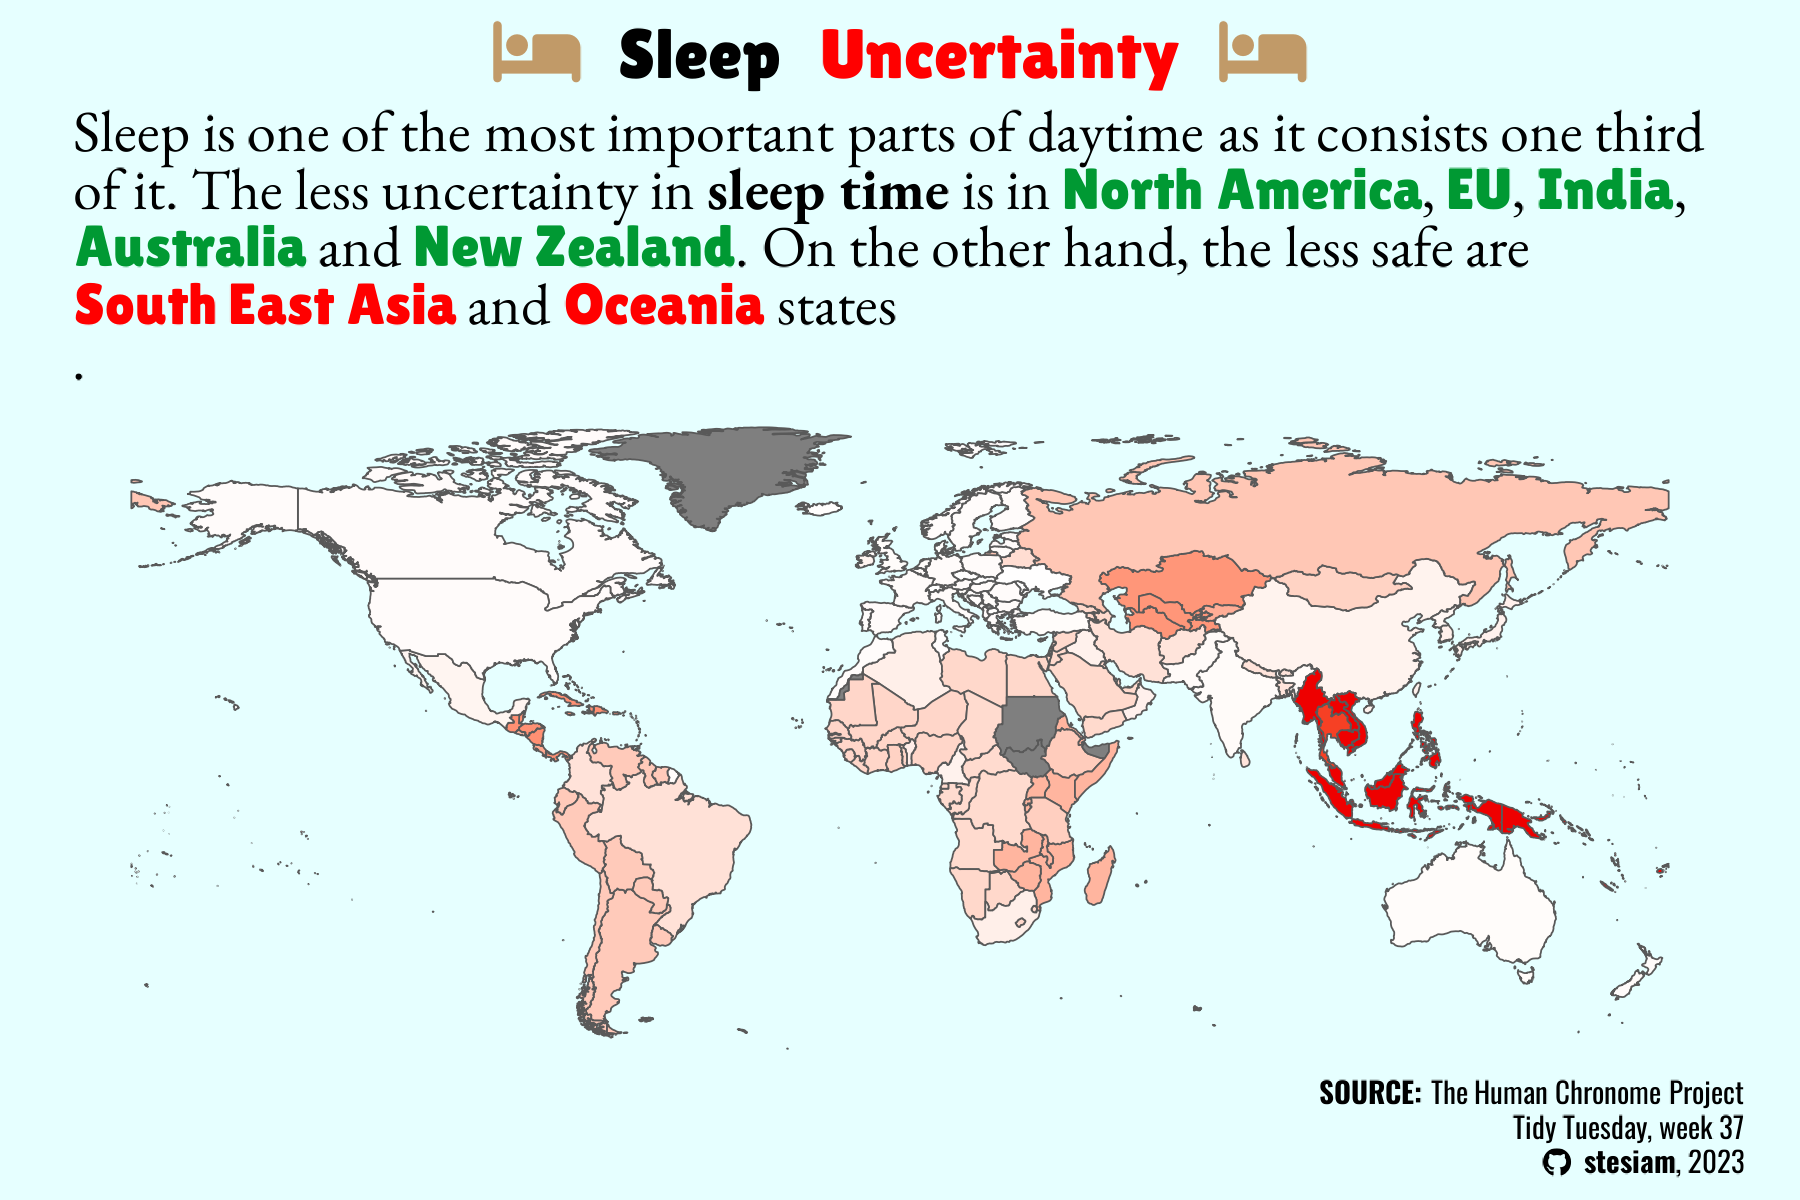 Sleep Uncertainty
Sleep is one of the most important parts of daytime as it consists one third
of it. The less uncertainty in sleep time is in North America, EU, India,
Australia and New Zealand. On the other hand, the less safe are
South East Asia and Oceania states
.
SOURCE: The Human Chronome Project
Tidy Tuesday, week 37
stesiam, 2023